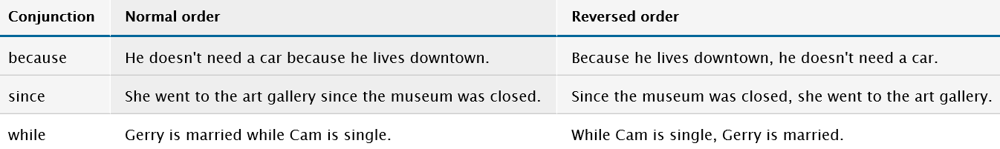 Conjunction Normal order Reversed order
because He doesn't need a car because he lives downtown. Because he lives downtown, he doesn't need a car.
since She went to the art gallery since the museum was closed. Since the museum was closed, she went to the art gallery.
while Gerry is married while Cam is single. While Cam is single, Gerry is married.